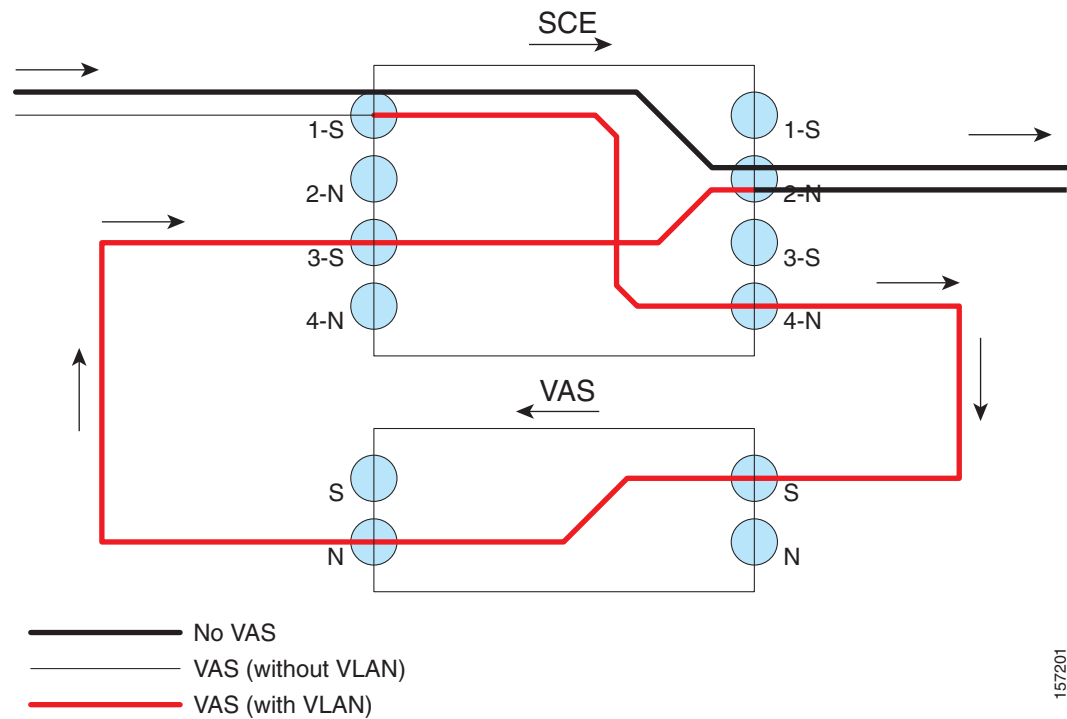 SCE
1-S
1-S
2-N
2-N
3-S
3-S
4-N
4-N
VAS
S
S
N
N
No VAS
VAS (without VLAN)
VAS (with VLAN)
157201